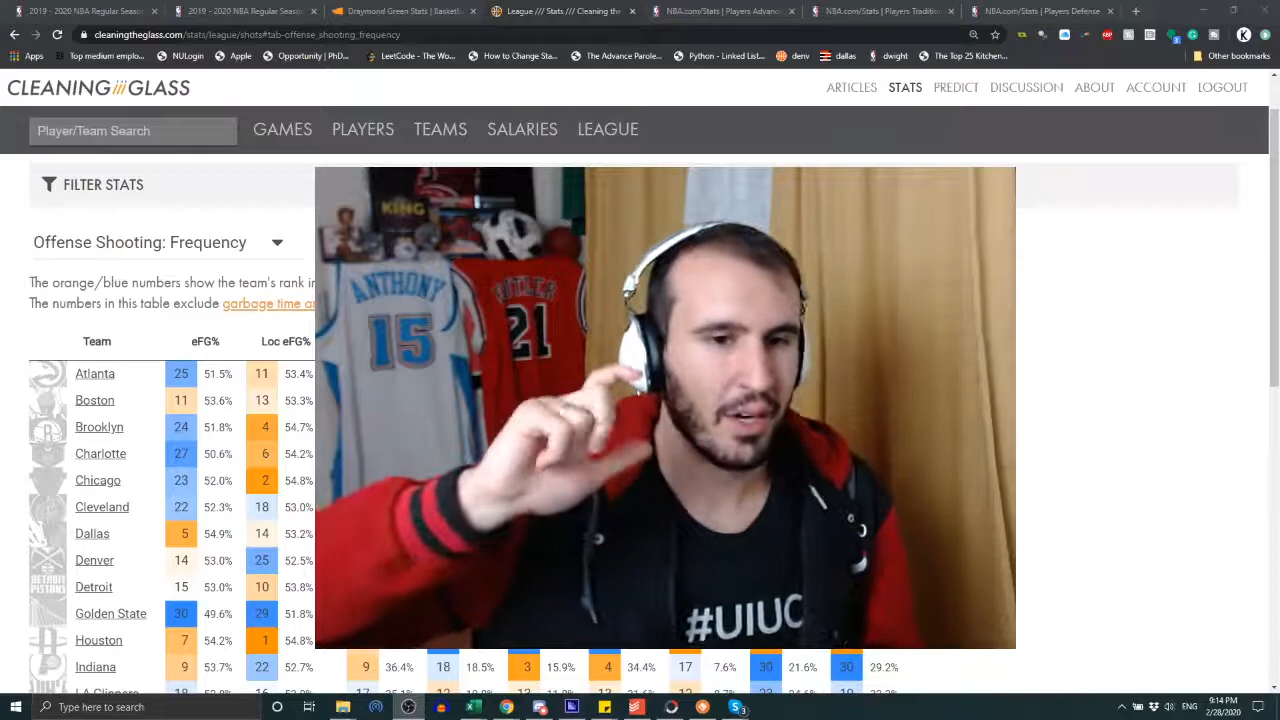 2019 - 2020 NBA Regular Season
2019 - 2020 NBA Regular Seas
Draymond Green Stats | Basketb
League /// Stats /// Cleaning the
NBA.com/Stats | Players Advanc
NBA.com/Stats | Players Traditio
NBA.com/Stats | Players Defense
cleaningtheglass.com/stats/league/shots#tab-offense_shooting_frequency
Apps
NULogin
Apple
Opportunity | PhD...
LeetCode - The Wo...
How to Scrape NBA...
The Advance Parole...
Python - Linked List...
denv
dallas
dwight
The Top 25 Kitchen...
Other bookmarks
CLEANING THE GLASS
ARTICLES STATS PREDICT DISCUSSION ABOUT ACCOUNT LOGOUT
Player/Team Search
GAMES PLAYERS TEAMS SALARIES LEAGUE
FILTER STATS
Offense Shooting: Frequency
The orange/blue numbers show the team's rank in
The numbers in this table exclude garbage time
Team eFG% Loc eFG%
Atlanta 25 51.5% 11 53.4%
Boston 11 53.6% 13 53.3%
Brooklyn 24 51.8% 4 54.7%
Charlotte 27 50.6% 6 54.2%
Chicago 23 52.0% 2 54.8%
Cleveland 22 52.3% 18 53.0%
Dallas 5 54.9% 14 53.2%
Denver 14 53.0% 25 52.5%
Detroit 15 53.0% 10 53.8%
Golden State 30 49.6% 29 51.8%
Houston 7 54.2% 1 54.8%
Indiana 9 53.7% 22 52.7% 9 36.4% 18 18.5% 3 15.9% 4 34.4% 17 7.6% 30 21.6% 30 29.2%
KING
ANTHONY
15
BUTLER
21
#UIUC
Type here to search
ENG
9:14 PM
2/28/2020